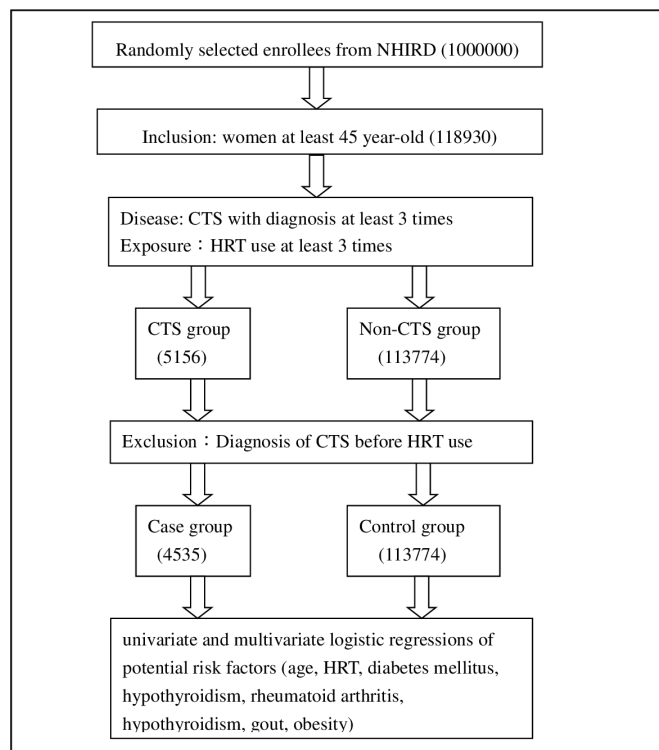 Randomly selected enrollees from NHIRD (1000000)
Inclusion: women at least 45 year-old (118930)
Disease: CTS with diagnosis at least 3 times
Exposure：HRT use at least 3 times
CTS group
(5156)
Non-CTS group
(113774)
Exclusion：Diagnosis of CTS before HRT use
Case group
(4535)
Control group
(113774)
univariate and multivariate logistic regressions of
potential risk factors (age, HRT, diabetes mellitus,
hypothyroidism, rheumatoid arthritis,
hypothyroidism, gout, obesity)